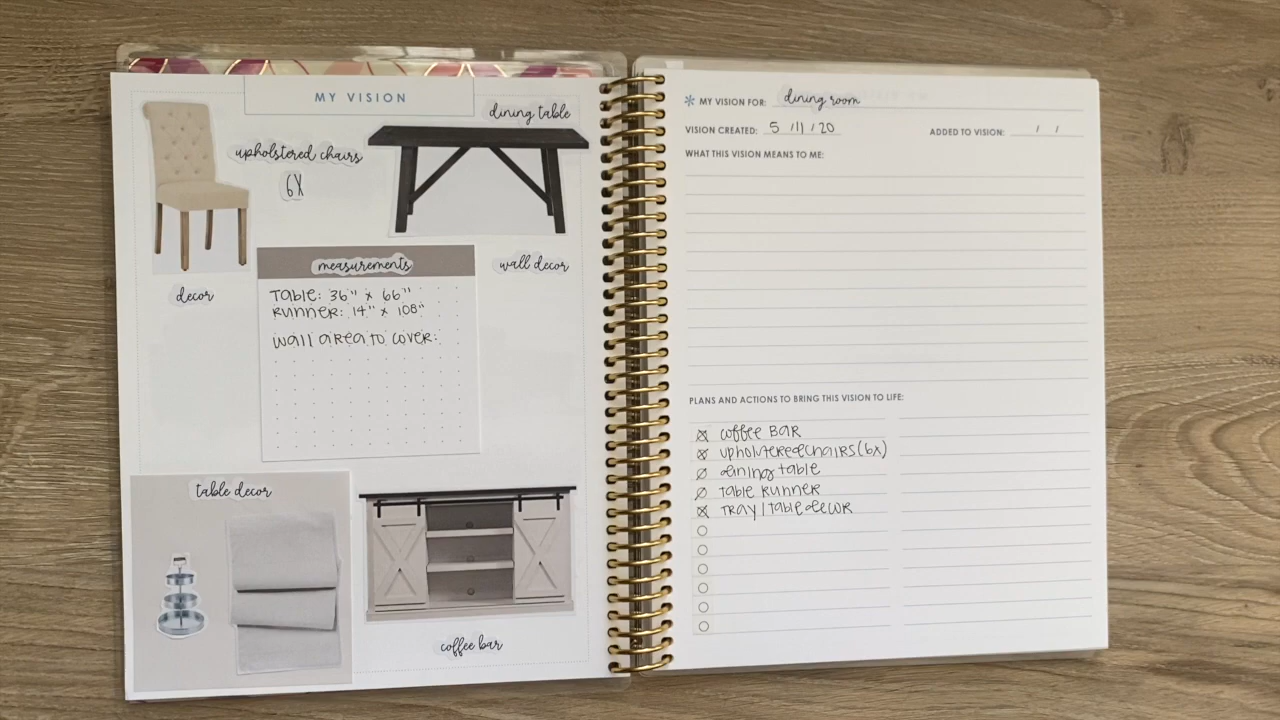 MY VISION
dining table
upholstered chairs
6X
measurements
Table: 36" x 66"
Runner: 14" x 108"
wall area to cover:
wall decor
decor
table decor
coffee bar
MY VISION FOR: dining room
VISION CREATED: 5 / 11 / 20
ADDED TO VISION: / /
WHAT THIS VISION MEANS TO ME:
PLANS AND ACTIONS TO BRING THIS VISION TO LIFE:
coffee BAR
upholtered chairs (6x)
dining table
Table Runner
Tray / Table decor